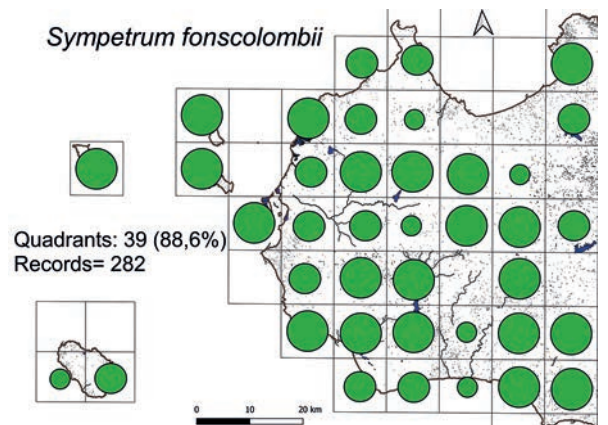 Sympetrum fonscolombii
Quadrants: 39 (88,6%)
Records= 282
0 10 20 km